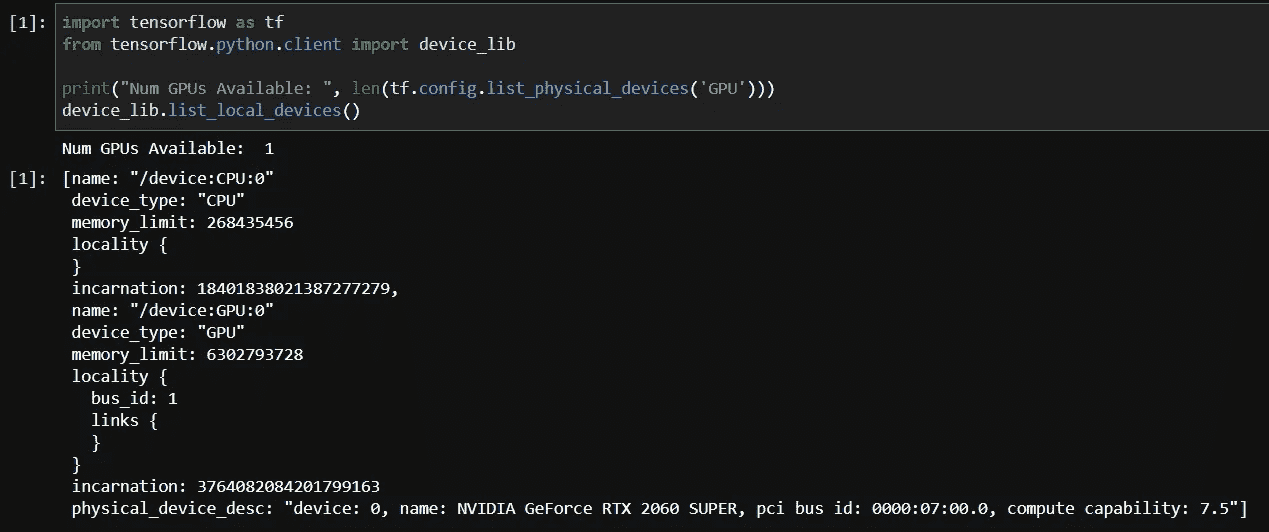 [1]: import tensorflow as tf
from tensorflow.python.client import device_lib
print("Num GPUs Available: ", len(tf.config.list_physical_devices('GPU')))
device_lib.list_local_devices()
Num GPUs Available:  1
[1]: [name: "/device:CPU:0"
device_type: "CPU"
memory_limit: 268435456
locality {
}
incarnation: 18401838021387277279,
name: "/device:GPU:0"
device_type: "GPU"
memory_limit: 6302793728
locality {
bus_id: 1
links {
}
}
incarnation: 3764082084201799163
physical_device_desc: "device: 0, name: NVIDIA GeForce RTX 2060 SUPER, pci bus id: 0000:07:00.0, compute capability: 7.5"]